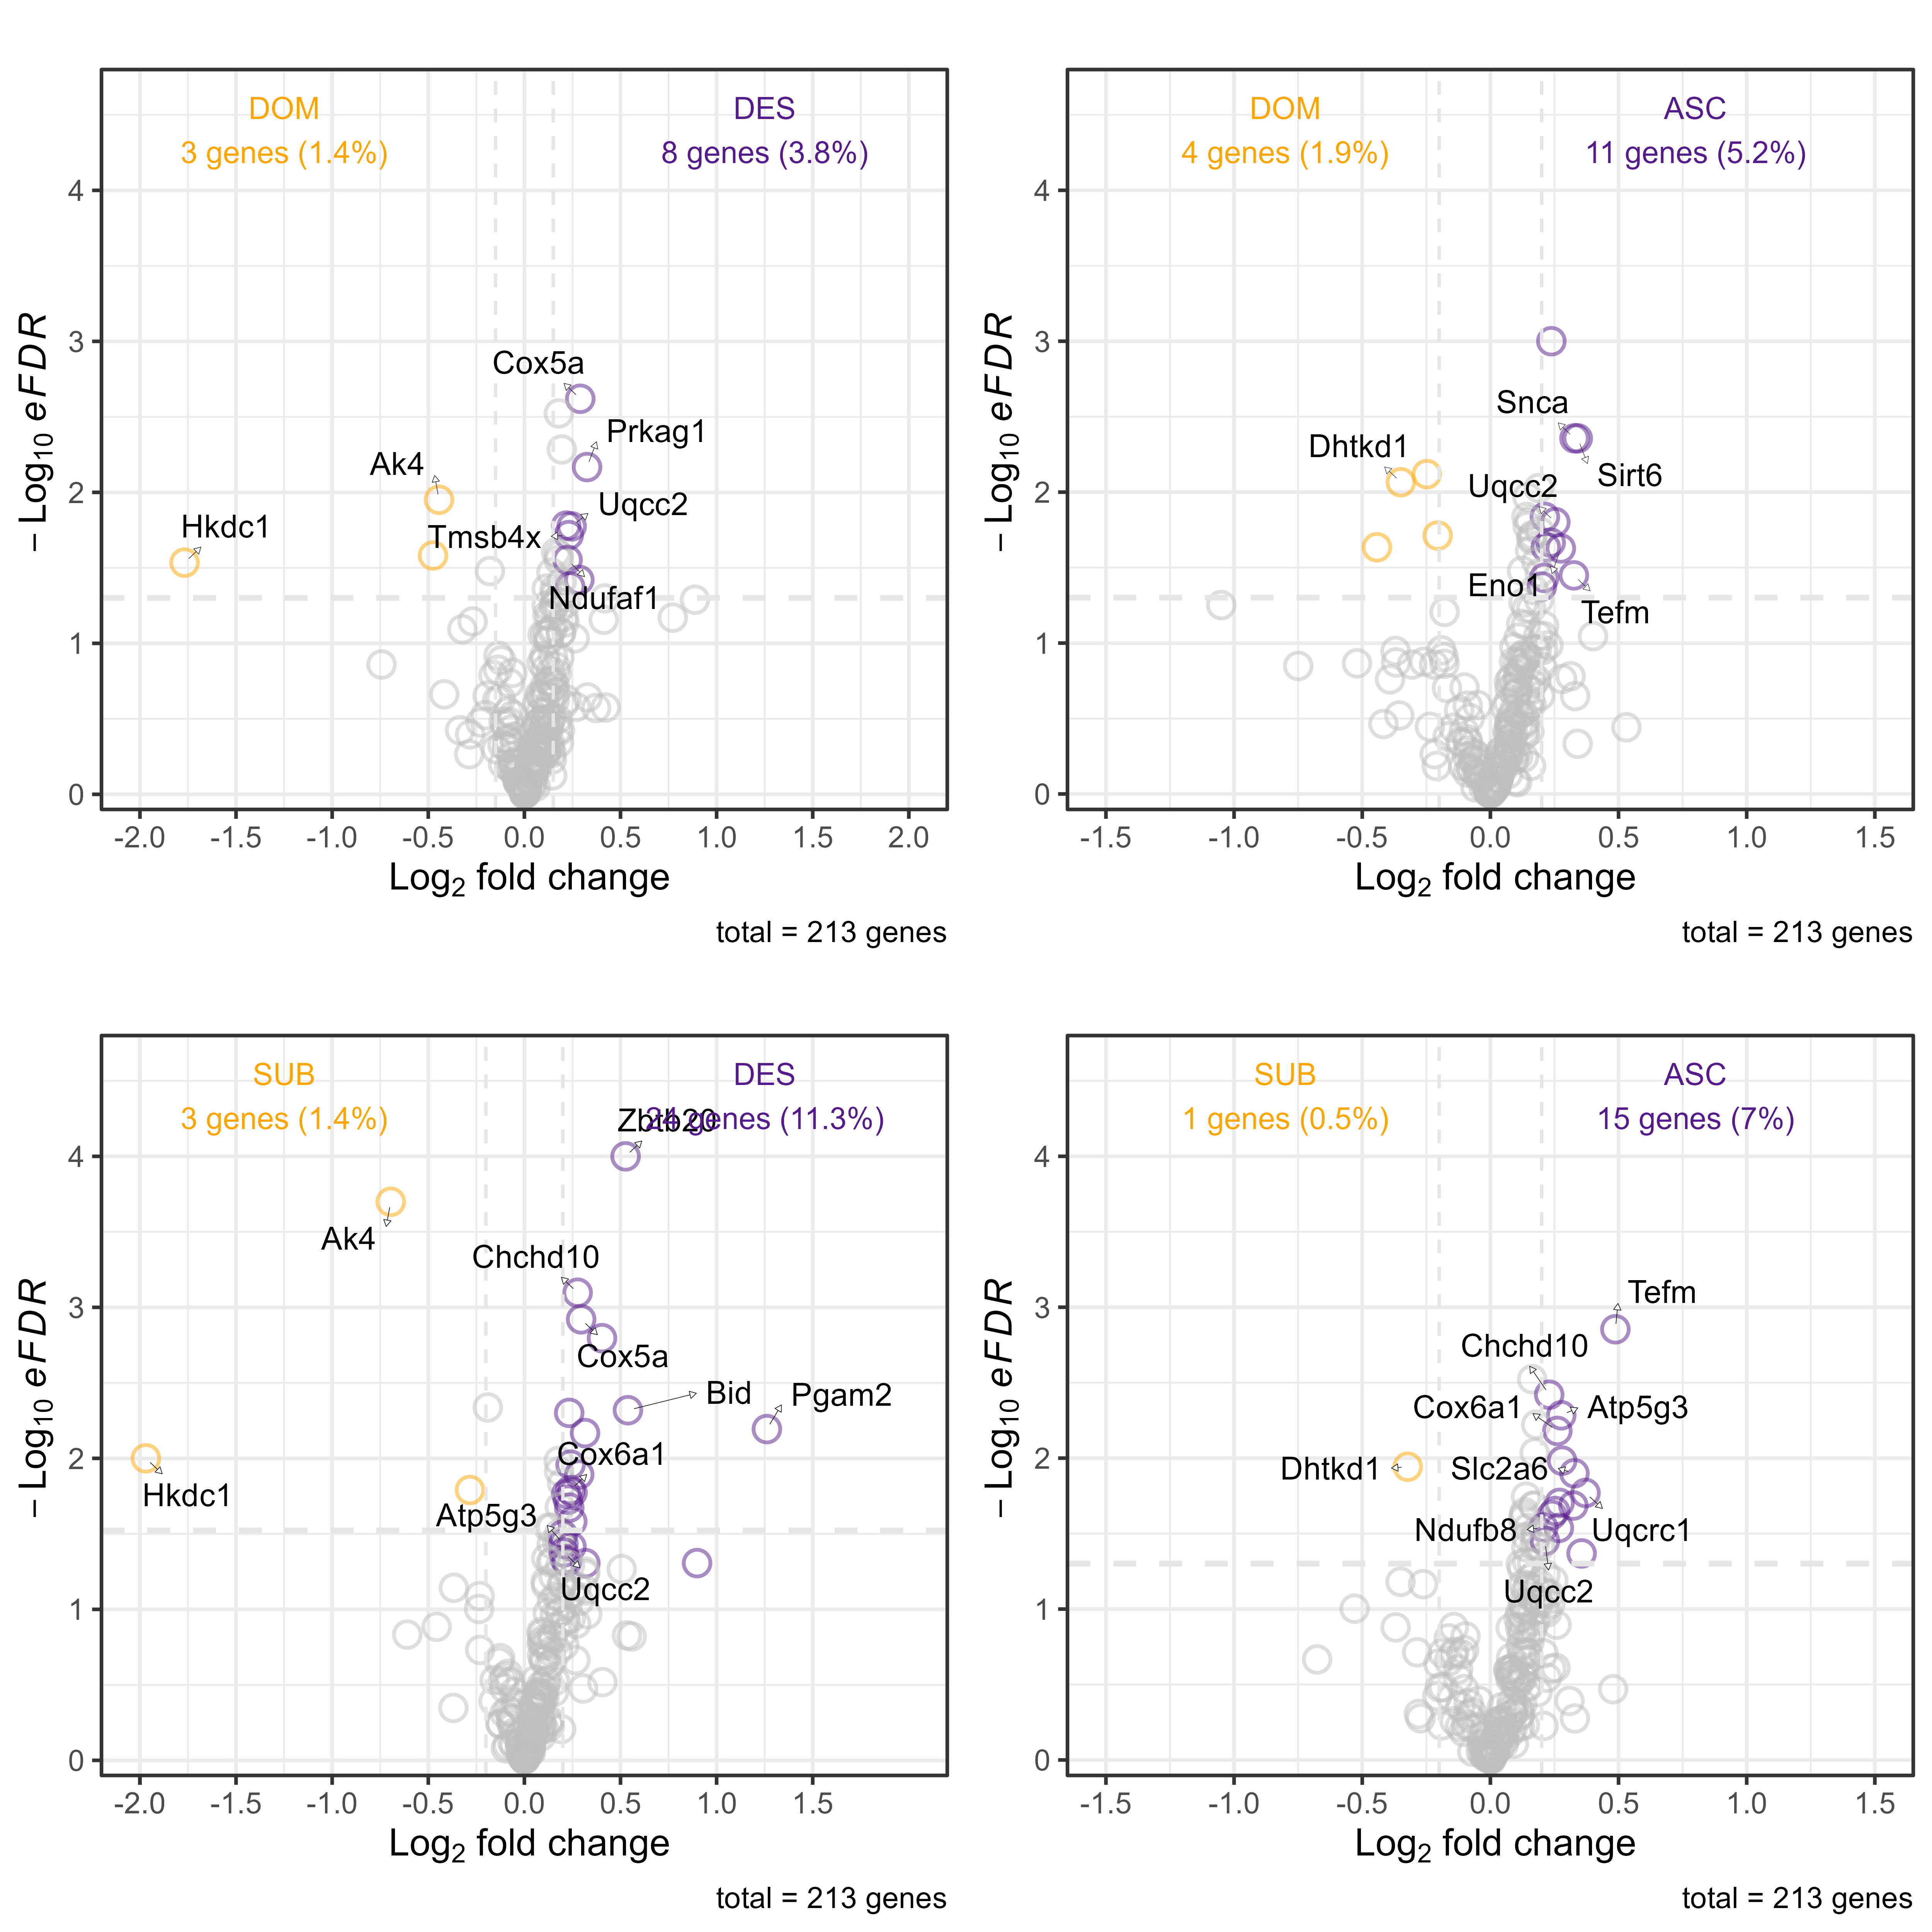 DOM
3 genes (1.4%)
DES
8 genes (3.8%)
4
3
2
1
0
− Log10 eFDR
Cox5a
Prkag1
Ak4
Hkdc1
Uqcc2
Tmsb4x
Ndufaf1
-2.0 -1.5 -1.0 -0.5 0.0 0.5 1.0 1.5 2.0
Log2 fold change
total = 213 genes
DOM
4 genes (1.9%)
ASC
11 genes (5.2%)
4
3
2
1
0
− Log10 eFDR
Snca
Dhtkd1
Sirt6
Uqcc2
Eno1
Tefm
-1.5 -1.0 -0.5 0.0 0.5 1.0 1.5
Log2 fold change
total = 213 genes
SUB
3 genes (1.4%)
DES
24 genes (11.3%)
Zbtb20
4
3
2
1
0
− Log10 eFDR
Ak4
Chchd10
Cox5a
Bid
Pgam2
Cox6a1
Hkdc1
Atp5g3
Uqcc2
-2.0 -1.5 -1.0 -0.5 0.0 0.5 1.0 1.5
Log2 fold change
total = 213 genes
SUB
1 genes (0.5%)
ASC
15 genes (7%)
4
3
2
1
0
− Log10 eFDR
Tefm
Chchd10
Cox6a1
Atp5g3
Dhtkd1
Slc2a6
Ndufb8
Uqcrc1
Uqcc2
-1.5 -1.0 -0.5 0.0 0.5 1.0 1.5
Log2 fold change
total = 213 genes